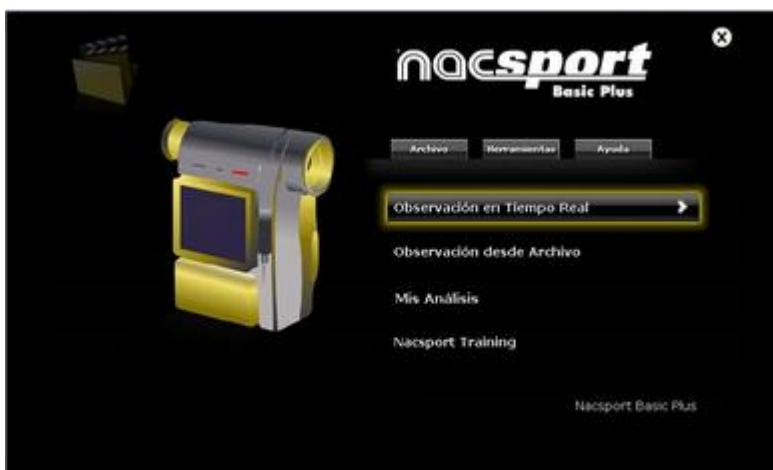 nacsport
Basic Plus
Archivo Herramientas Ayuda
Observación en Tiempo Real
Observación desde Archivo
Mis Análisis
Nacsport Training
Nacsport Basic Plus